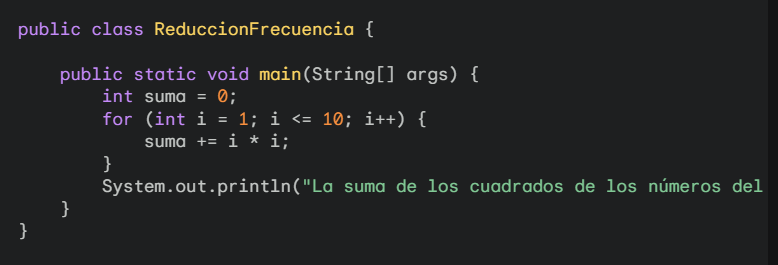 public class ReduccionFrecuencia {
public static void main(String[] args) {
int suma = 0;
for (int i = 1; i <= 10; i++) {
suma += i * i;
}
System.out.println("La suma de los cuadrados de los números del
}
}